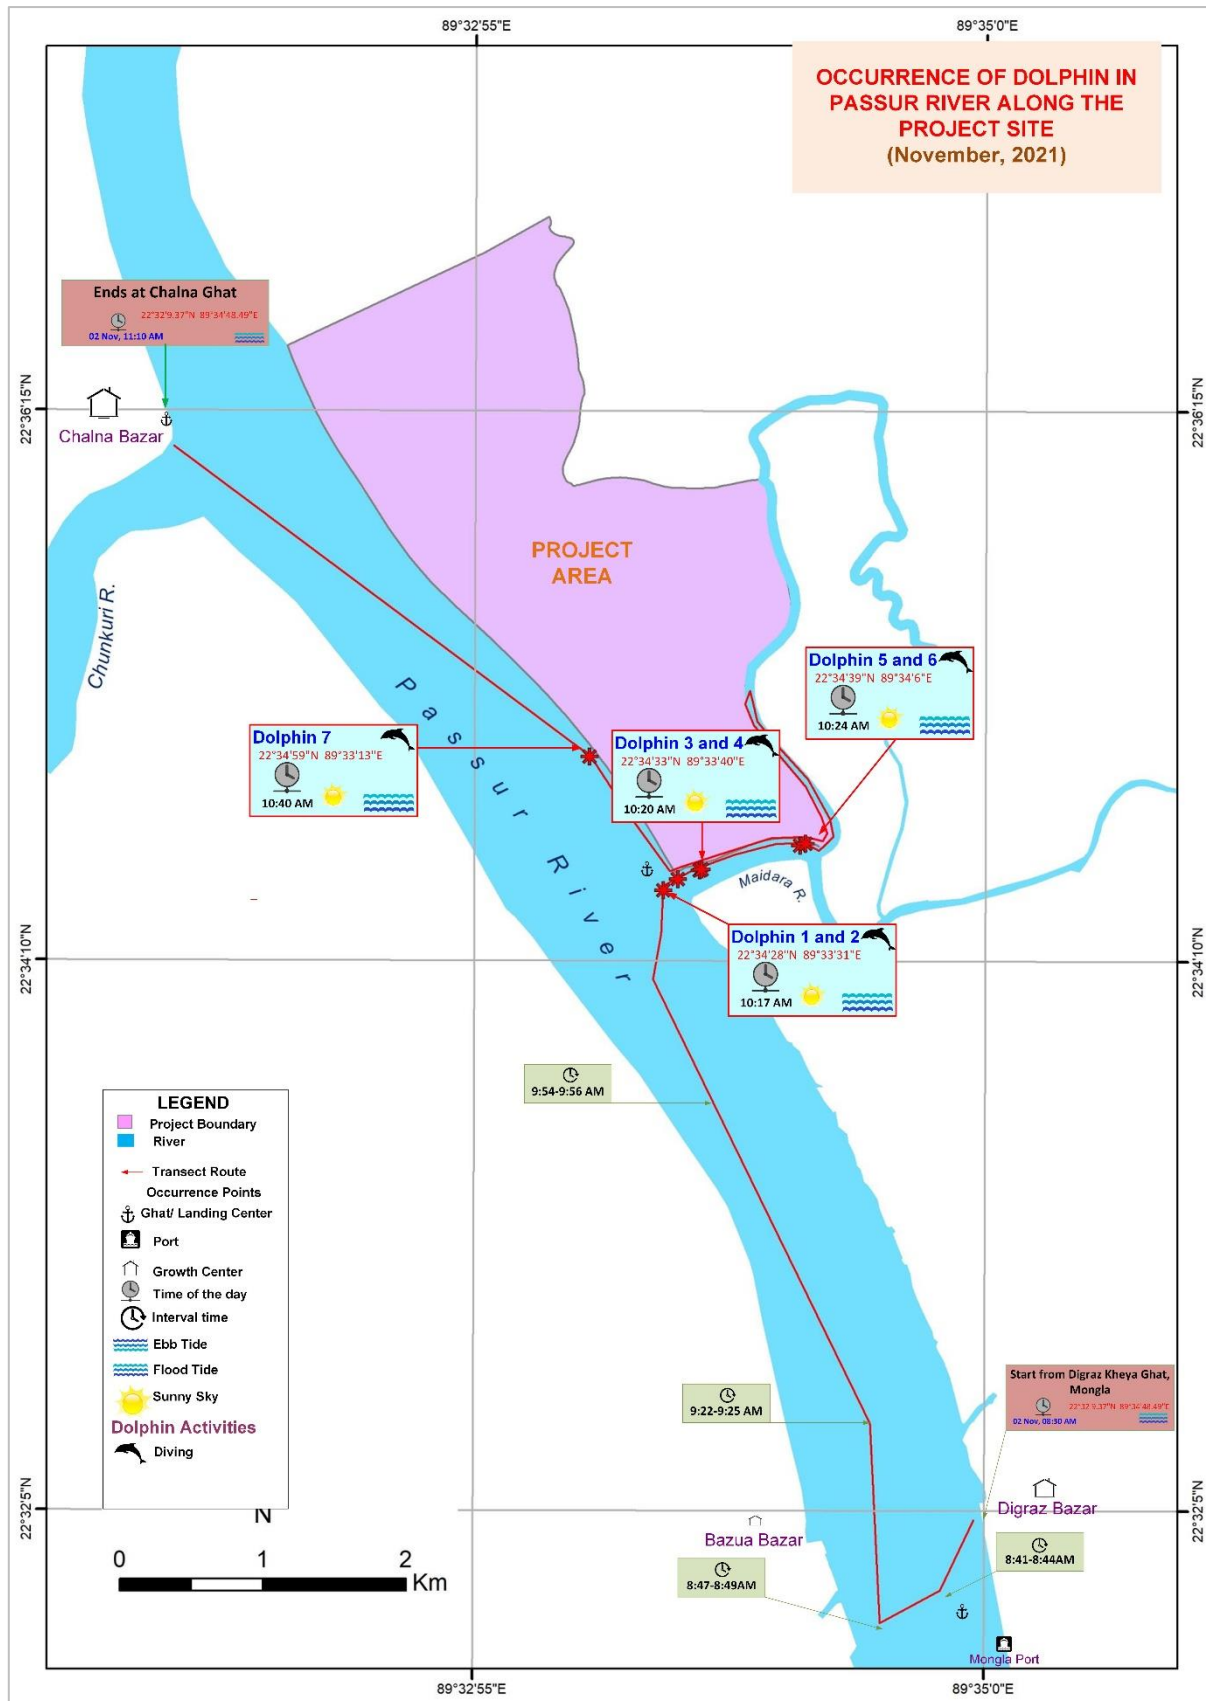 89°32'55"E
89°35'0"E
OCCURRENCE OF DOLPHIN IN
PASSUR RIVER ALONG THE
PROJECT SITE
(November, 2021)
Ends at Chalna Ghat
22°32'9.37"N 89°34'48.49"E
02 Nov, 11:10 AM
22°36'15"N
22°36'15"N
Chalna Bazar
PROJECT
AREA
Chunkuri R.
Passur River
Dolphin 5 and 6
22°34'39"N 89°34'6"E
10:24 AM
Dolphin 7
22°34'59"N 89°33'13"E
10:40 AM
Dolphin 3 and 4
22°34'33"N 89°33'40"E
10:20 AM
Maidara R.
Dolphin 1 and 2
22°34'28"N 89°33'31"E
10:17 AM
22°34'10"N
22°34'10"N
9:54-9:56 AM
LEGEND
Project Boundary
River
Transect Route
Occurrence Points
Ghat/ Landing Center
Port
Growth Center
Time of the day
Interval time
Ebb Tide
Flood Tide
Sunny Sky
Dolphin Activities
Diving
9:22-9:25 AM
Start from Digraz Kheya Ghat,
Mongla
22°32'9.37"N 89°34'48.49"E
02 Nov, 08:30 AM
22°32'5"N
22°32'5"N
N
Digraz Bazar
Bazua Bazar
8:41-8:44AM
8:47-8:49AM
0 1 2
Km
Mongla Port
89°32'55"E
89°35'0"E